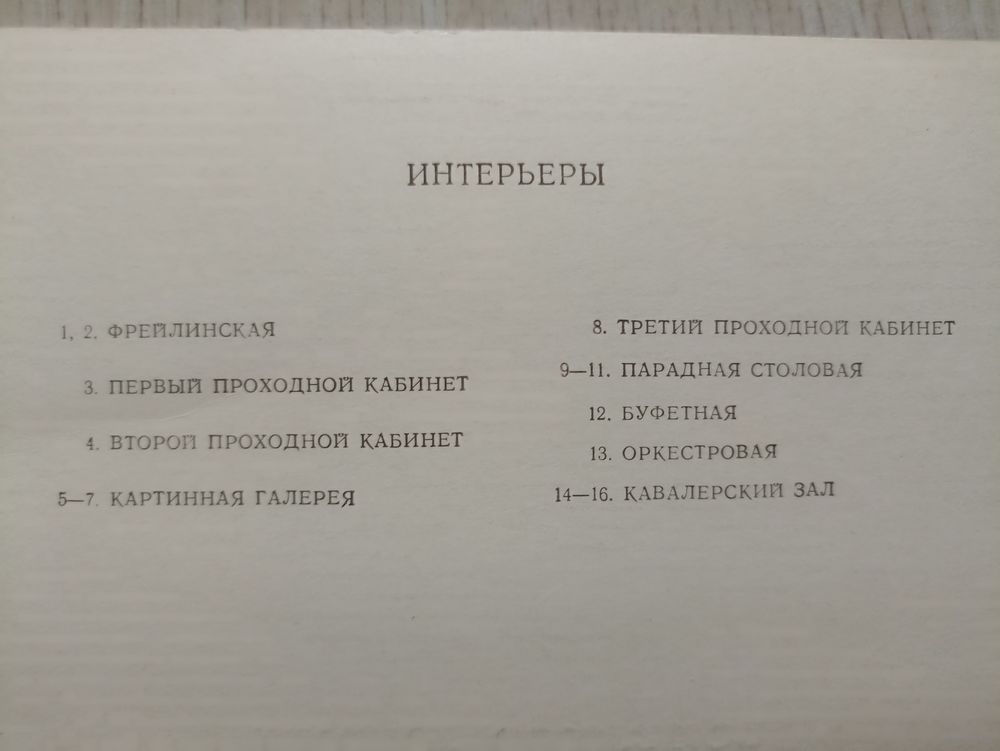 ИНТЕРЬЕРЫ
1, 2. ФРЕЙЛИНСКАЯ
3. ПЕРВЫЙ ПРОХОДНОЙ КАБИНЕТ
4. ВТОРОЙ ПРОХОДНОЙ КАБИНЕТ
5—7. КАРТИННАЯ ГАЛЕРЕЯ
8. ТРЕТИЙ ПРОХОДНОЙ КАБИНЕТ
9—11. ПАРАДНАЯ СТОЛОВАЯ
12. БУФЕТНАЯ
13. ОРКЕСТРОВАЯ
14—16. КАВАЛЕРСКИЙ ЗАЛ